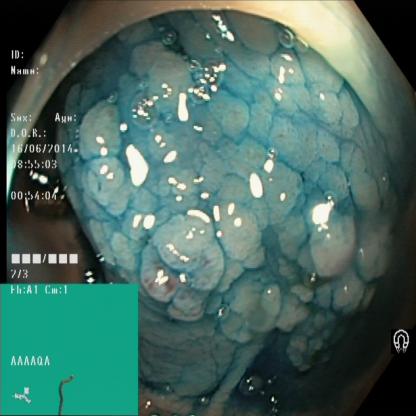 ID:
Name:
Sex: Age:
D.O.B.:
16/06/2014
08:55:03
00:54:04
■■■/■■■
2/3
Eh:A1 Cm:1
AAAAQA